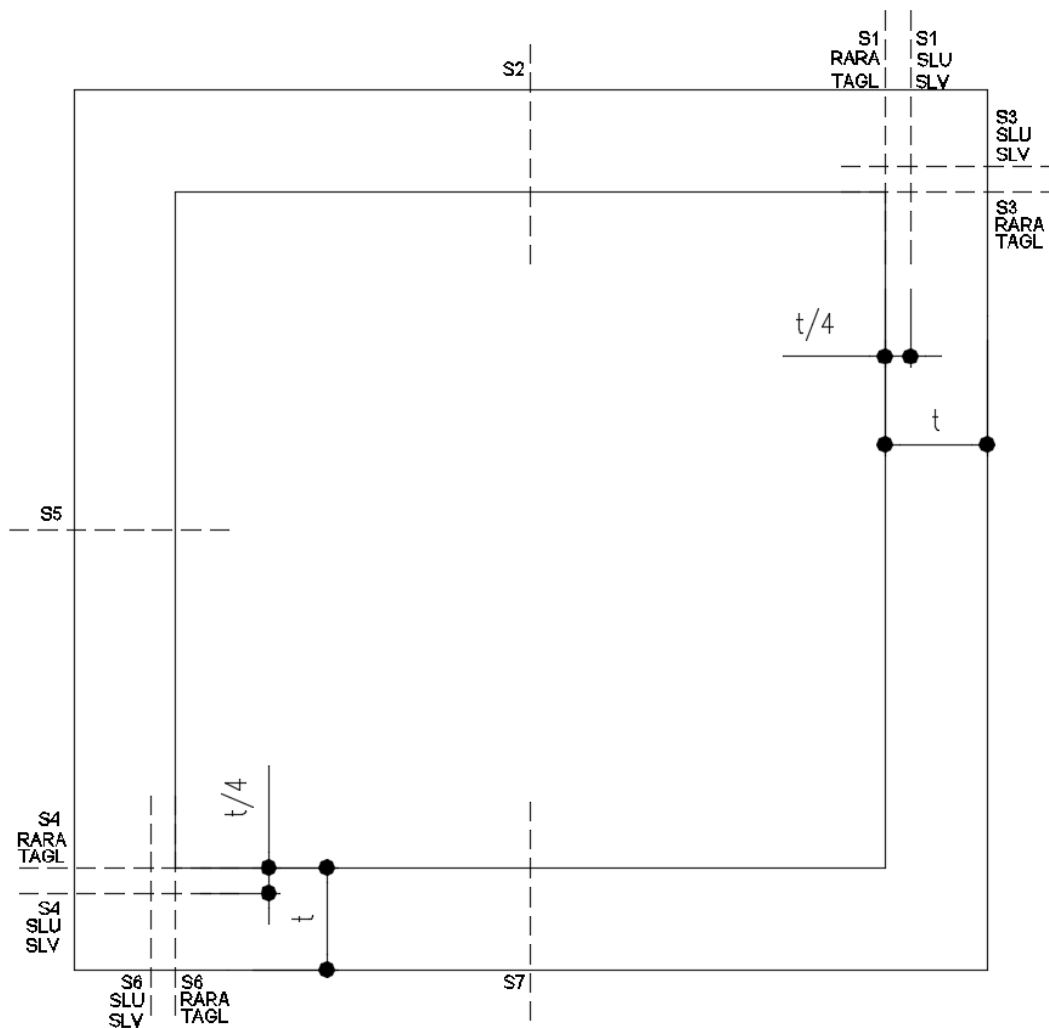 S1
RARA
TAGL
S1
SLU
SLV
S2
S3
SLU
SLV
S3
RARA
TAGL
t/4
t
S5
t/4
S4
RARA
TAGL
S4
SLU
SLV
t
S6
SLU
SLV
S6
RARA
TAGL
S7